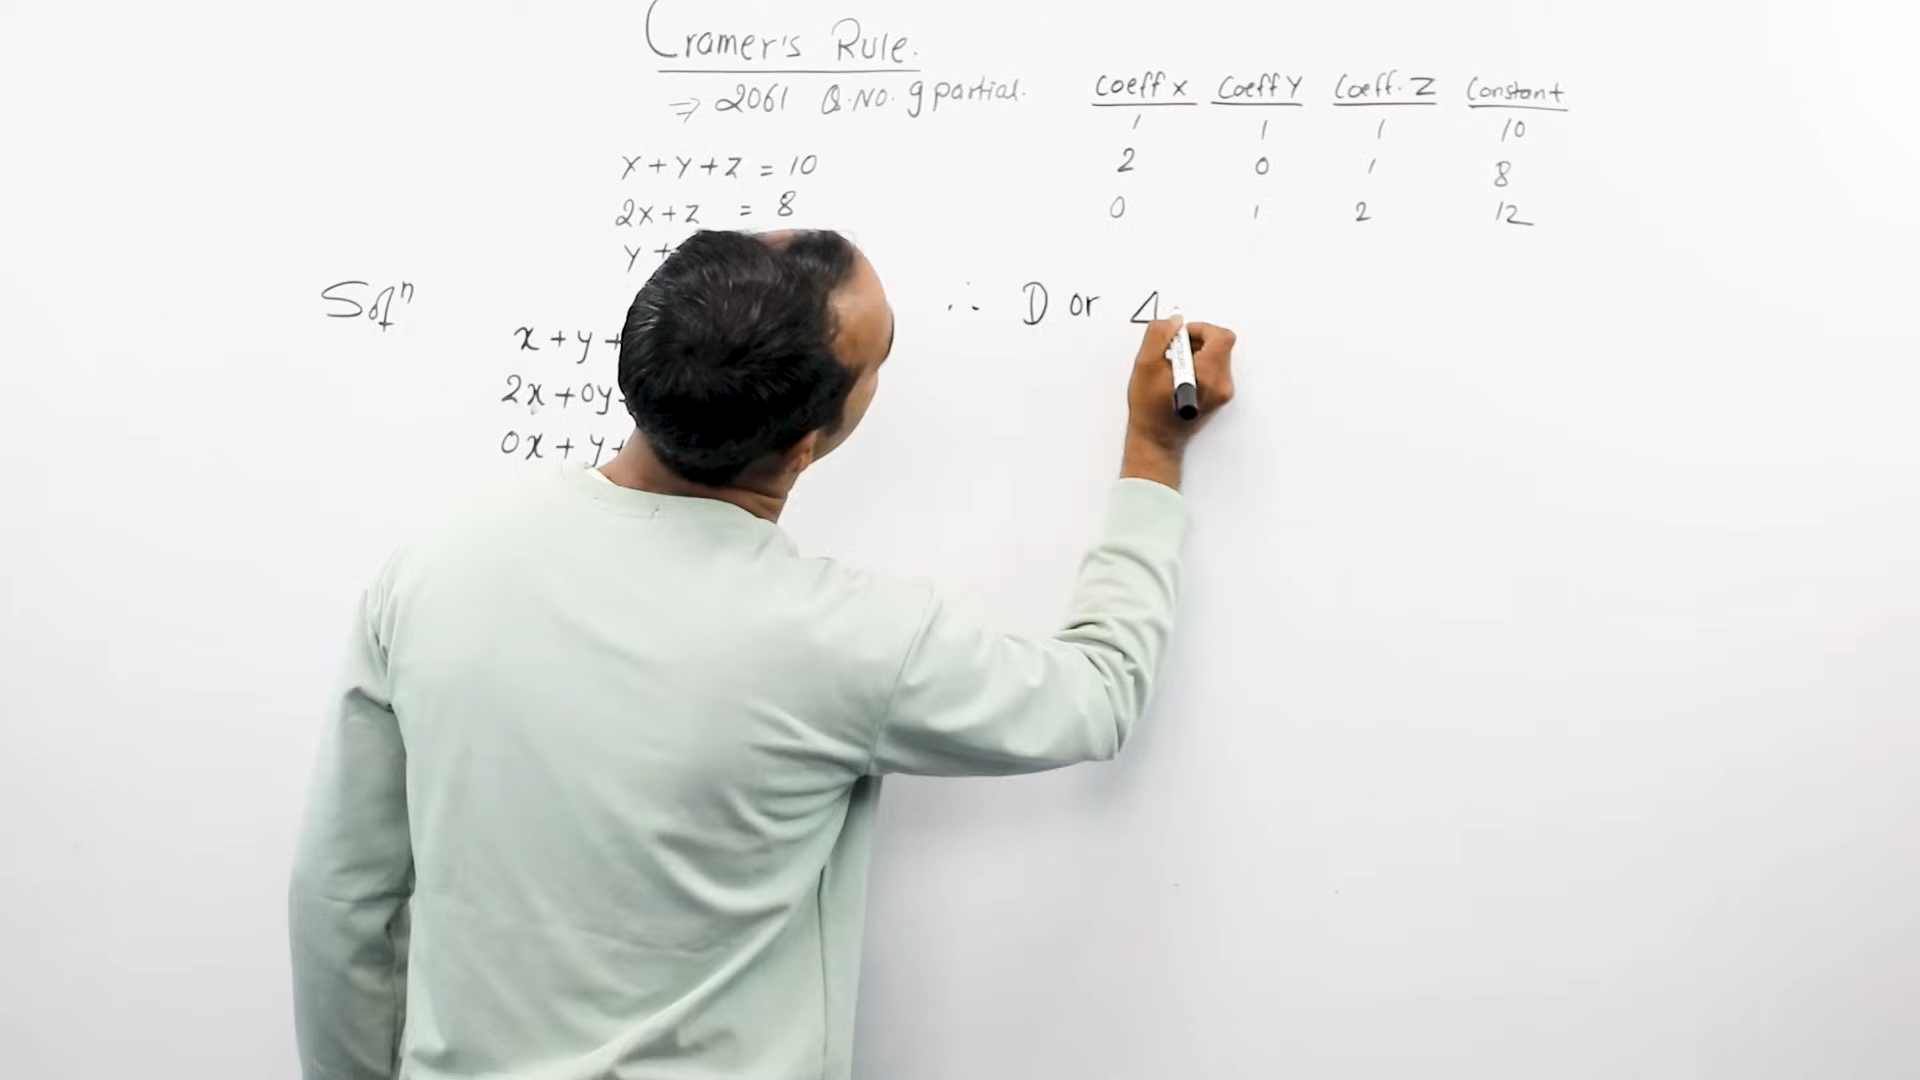 Cramer's Rule.
⇒ 2061 Q.NO. 9 partial.
x + y + z = 10
2x + z = 8
y +
Solⁿ
x + y +
2x + 0y
0x + y +
Coeff x Coeff Y Coeff. Z Constant
1 1 1 10
2 0 1 8
0 1 2 12
∴ D or Δ